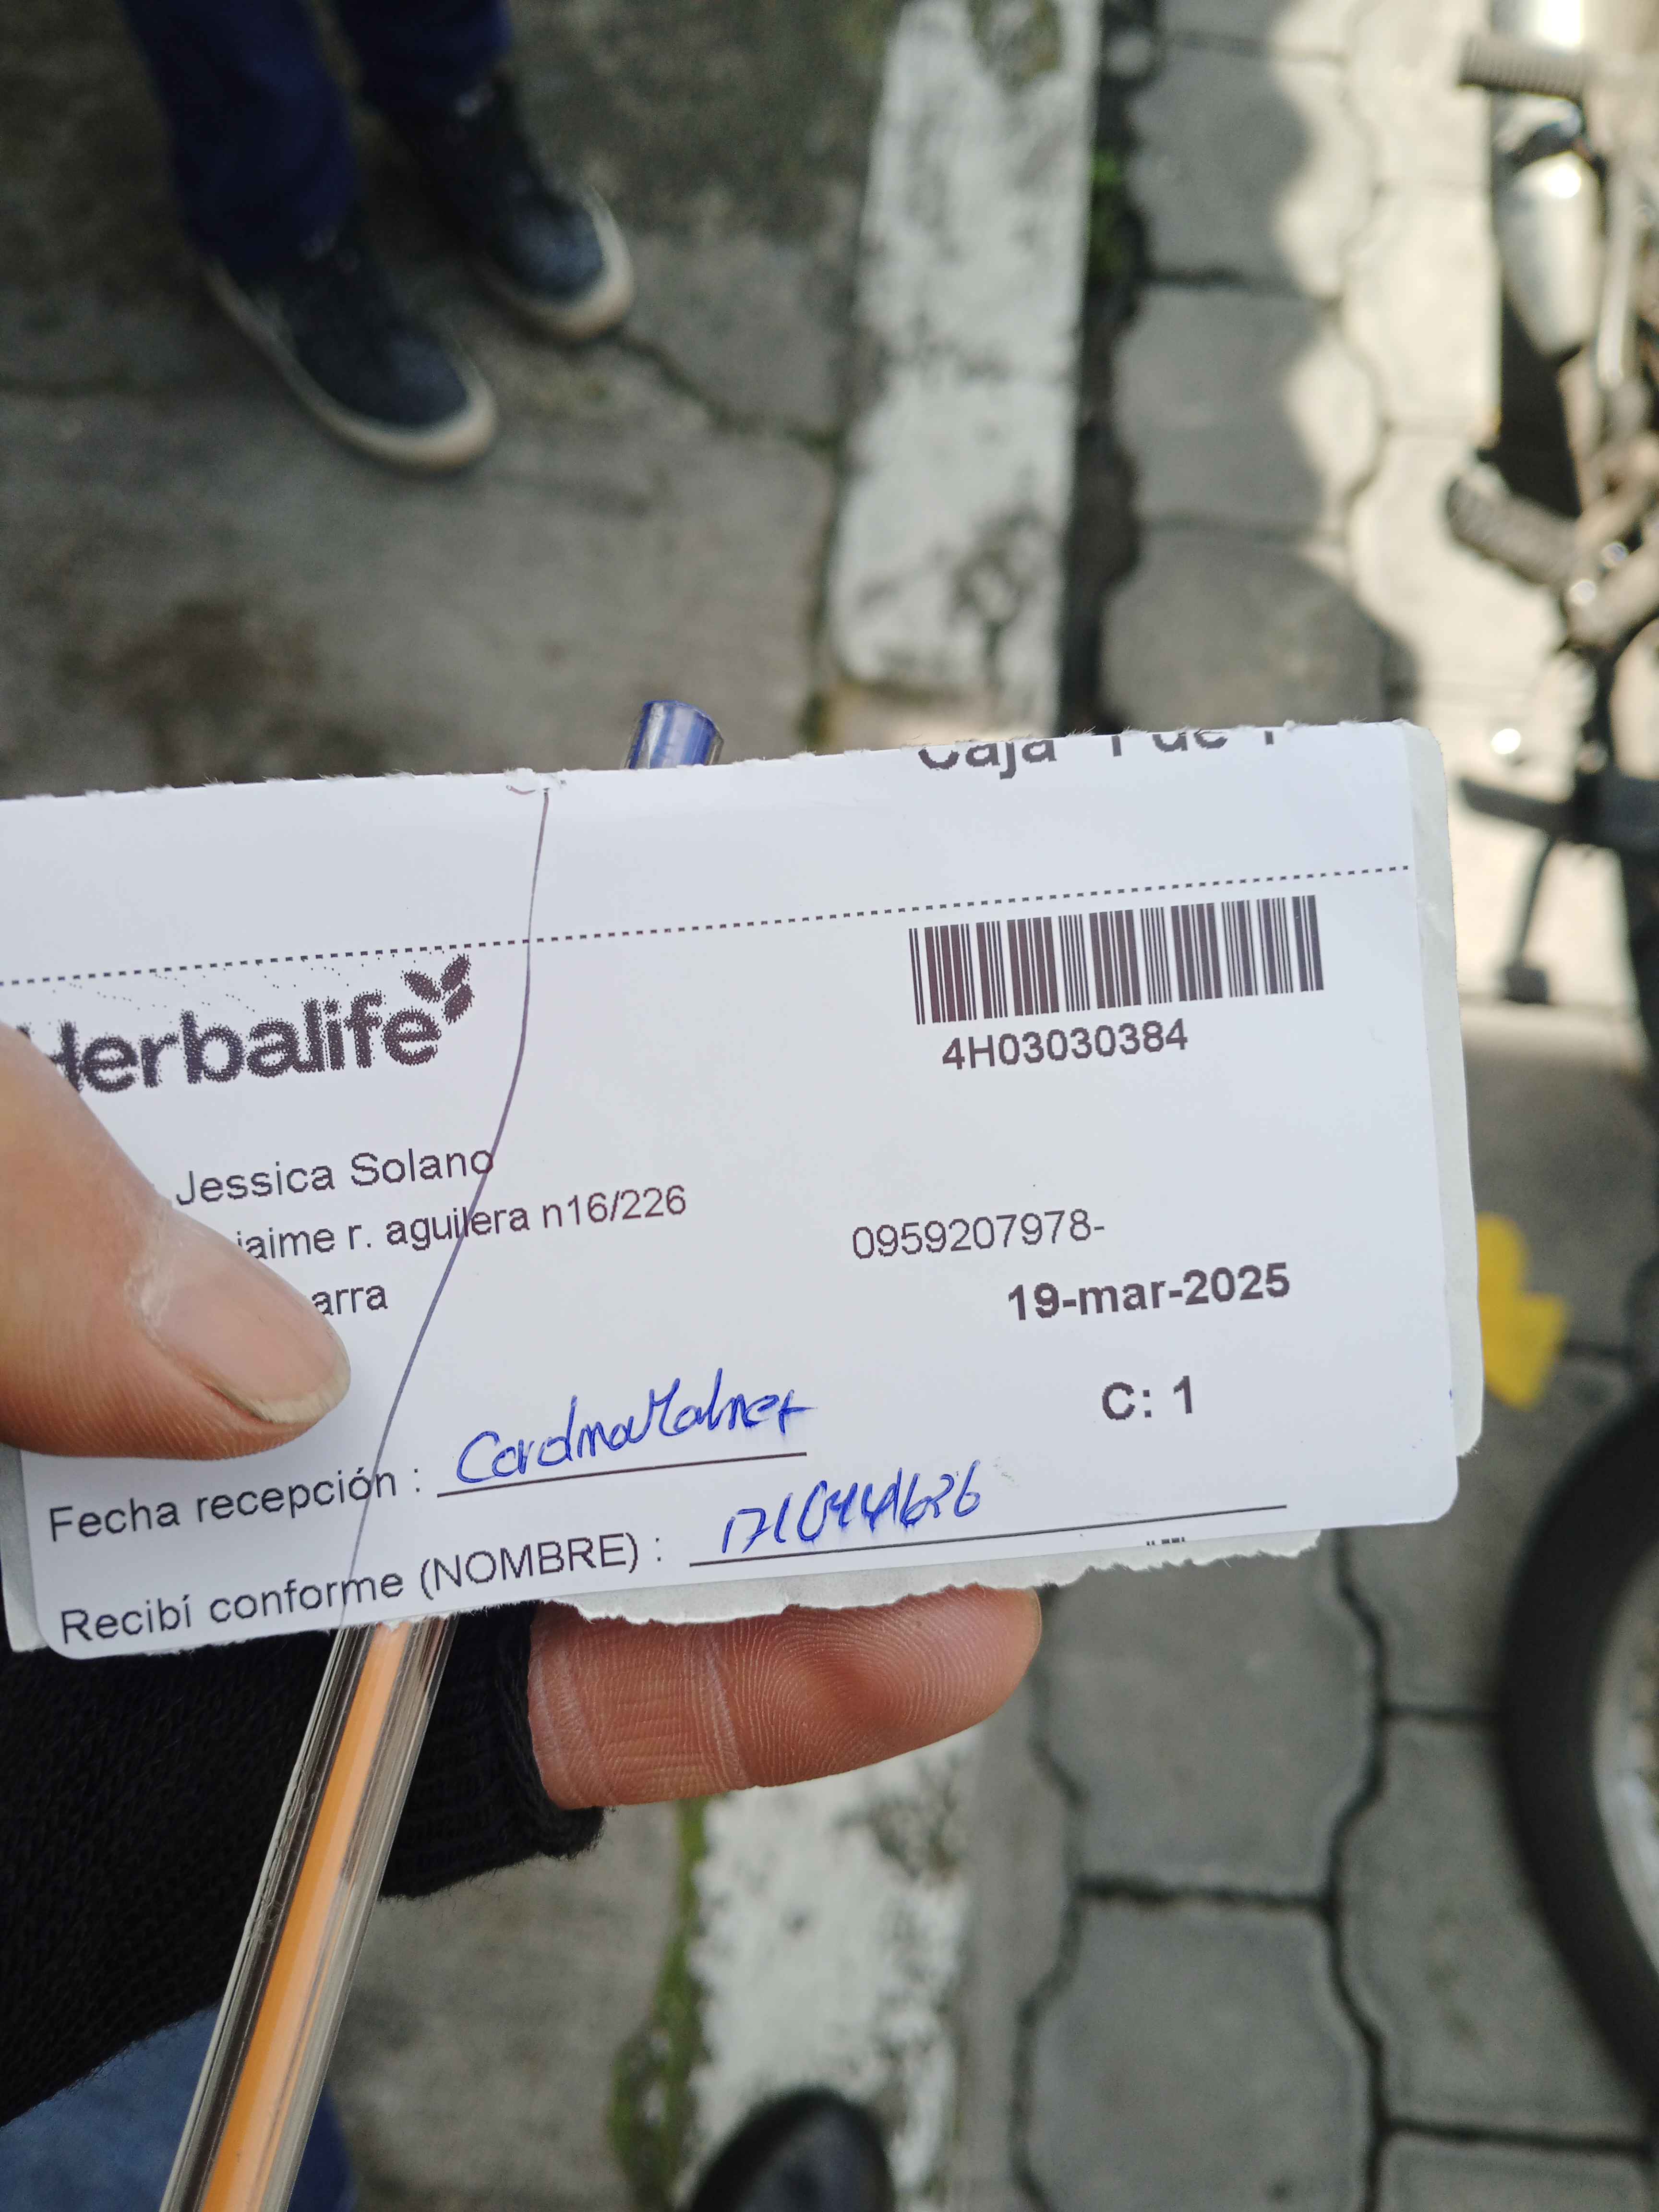 Caja 1 de 1
Herbalife
4H03030384
Jessica Solano
jaime r. aguilera n16/226
0959207978-
arra
19-mar-2025
C: 1
Fecha recepción :
Recibí conforme (NOMBRE) :